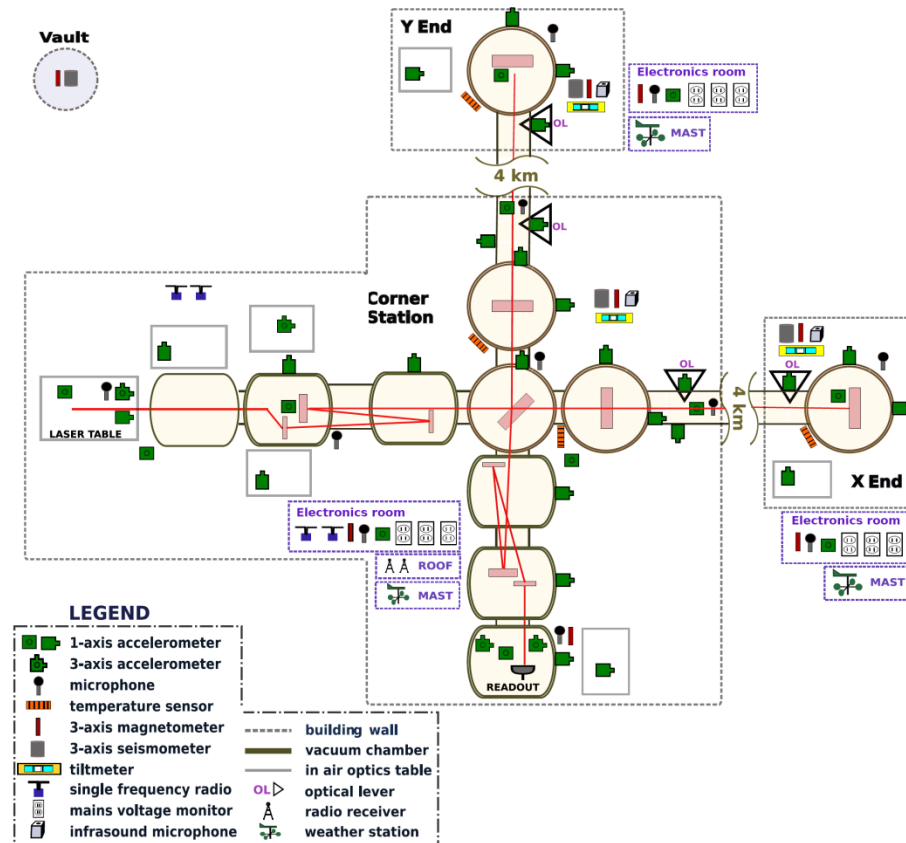 Vault
Y End
Electronics room
OL
MAST
4 km
OL
Corner
Station
OL
OL
4 km
LASER TABLE
X End
Electronics room
ROOF
MAST
Electronics room
MAST
READOUT
LEGEND
1-axis accelerometer
3-axis accelerometer
microphone
temperature sensor
3-axis magnetometer
3-axis seismometer
tiltmeter
single frequency radio
mains voltage monitor
infrasound microphone
building wall
vacuum chamber
in air optics table
OL optical lever
radio receiver
weather station